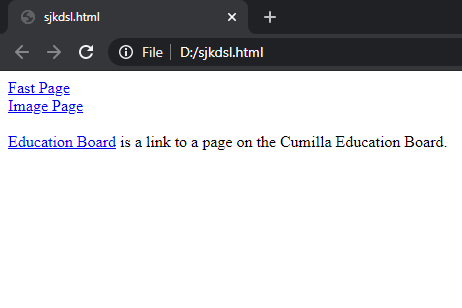 sjkdsl.html
File D:/sjkdsl.html
Fast Page
Image Page
Education Board is a link to a page on the Cumilla Education Board.